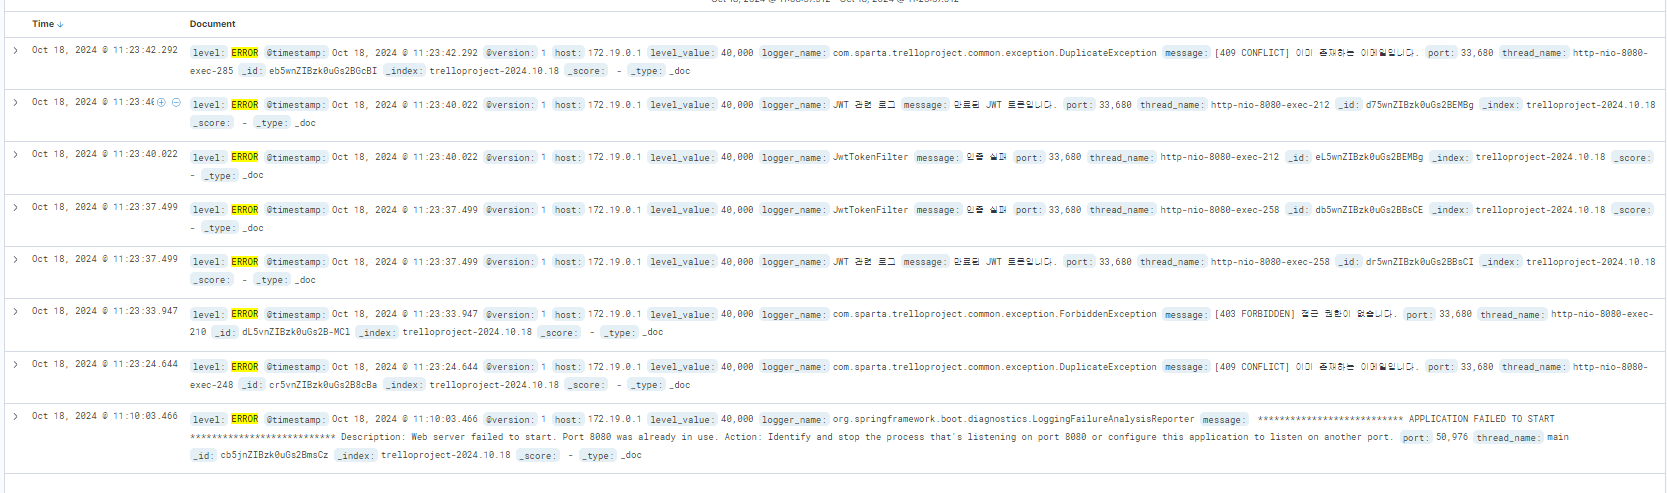 Time Document
Oct 18, 2024 @ 11:23:42.292 level: ERROR @timestamp: Oct 18, 2024 @ 11:23:42.292 @version: 1 host: 172.19.0.1 level_value: 40,000 logger_name: com.sparta.trelloproject.common.exception.DuplicateException message: [409 CONFLICT] 이미 존재하는 이메일입니다. port: 33,680 thread_name: http-nio-8080-
exec-285 _id: eb5wnZIBzk0uGs2BGcBI _index: trelloproject-2024.10.18 _score: - _type: _doc
Oct 18, 2024 @ 11:23:40 level: ERROR @timestamp: Oct 18, 2024 @ 11:23:40.022 @version: 1 host: 172.19.0.1 level_value: 40,000 logger_name: JWT 관련 로그 message: 만료된 JWT 토큰입니다. port: 33,680 thread_name: http-nio-8080-exec-212 _id: d75wnZIBzk0uGs2BEMBg _index: trelloproject-2024.10.18
_score: - _type: _doc
Oct 18, 2024 @ 11:23:40.022 level: ERROR @timestamp: Oct 18, 2024 @ 11:23:40.022 @version: 1 host: 172.19.0.1 level_value: 40,000 logger_name: JwtTokenFilter message: 인증 실패 port: 33,680 thread_name: http-nio-8080-exec-212 _id: eL5wnZIBzk0uGs2BEMBg _index: trelloproject-2024.10.18 _score:
- _type: _doc
Oct 18, 2024 @ 11:23:37.499 level: ERROR @timestamp: Oct 18, 2024 @ 11:23:37.499 @version: 1 host: 172.19.0.1 level_value: 40,000 logger_name: JwtTokenFilter message: 인증 실패 port: 33,680 thread_name: http-nio-8080-exec-258 _id: db5wnZIBzk0uGs2BBsCE _index: trelloproject-2024.10.18 _score:
- _type: _doc
Oct 18, 2024 @ 11:23:37.499 level: ERROR @timestamp: Oct 18, 2024 @ 11:23:37.499 @version: 1 host: 172.19.0.1 level_value: 40,000 logger_name: JWT 관련 로그 message: 만료된 JWT 토큰입니다. port: 33,680 thread_name: http-nio-8080-exec-258 _id: dr5wnZIBzk0uGs2BBsCI _index: trelloproject-2024.10.18
_score: - _type: _doc
Oct 18, 2024 @ 11:23:33.947 level: ERROR @timestamp: Oct 18, 2024 @ 11:23:33.947 @version: 1 host: 172.19.0.1 level_value: 40,000 logger_name: com.sparta.trelloproject.common.exception.ForbiddenException message: [403 FORBIDDEN] 접근 권한이 없습니다. port: 33,680 thread_name: http-nio-8080-exec-
210 _id: dL5vnZIBzk0uGs2B-MCl _index: trelloproject-2024.10.18 _score: - _type: _doc
Oct 18, 2024 @ 11:23:24.644 level: ERROR @timestamp: Oct 18, 2024 @ 11:23:24.644 @version: 1 host: 172.19.0.1 level_value: 40,000 logger_name: com.sparta.trelloproject.common.exception.DuplicateException message: [409 CONFLICT] 이미 존재하는 이메일입니다. port: 33,680 thread_name: http-nio-8080-
exec-248 _id: cr5vnZIBzk0uGs2B8cBa _index: trelloproject-2024.10.18 _score: - _type: _doc
Oct 18, 2024 @ 11:10:03.466 level: ERROR @timestamp: Oct 18, 2024 @ 11:10:03.466 @version: 1 host: 172.19.0.1 level_value: 40,000 logger_name: org.springframework.boot.diagnostics.LoggingFailureAnalysisReporter message: *************************** APPLICATION FAILED TO START
*************************** Description: Web server failed to start. Port 8080 was already in use. Action: Identify and stop the process that's listening on port 8080 or configure this application to listen on another port. port: 50,976 thread_name: main
_id: cb5jnZIBzk0uGs2BmsCz _index: trelloproject-2024.10.18 _score: - _type: _doc